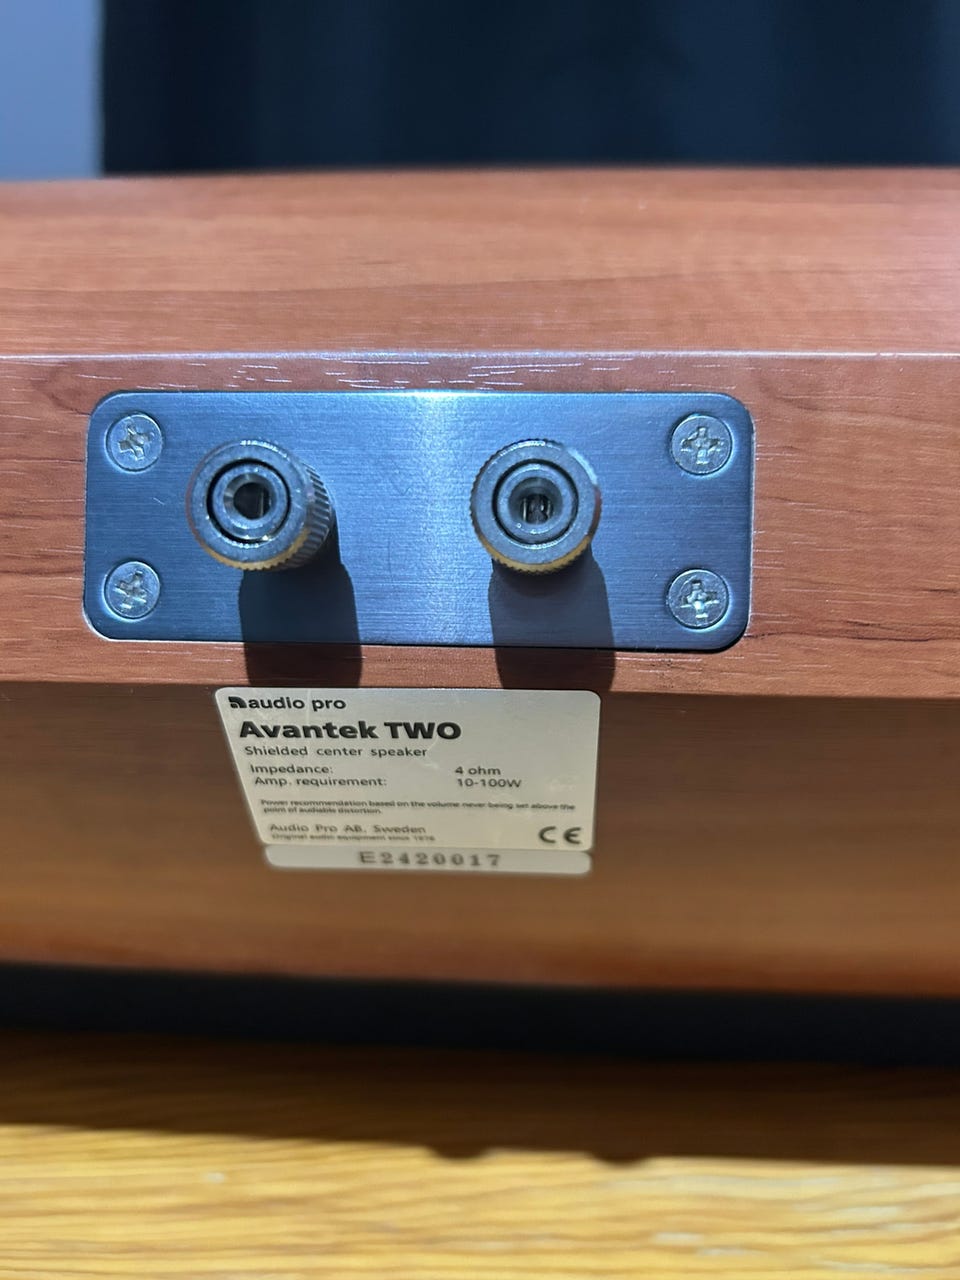 audio pro
Avantek TWO
Shielded center speaker
Impedance: 4 ohm
Amp. requirement: 10-100W
Power recommendation based on the volume never being set above the
point of audiable distortion.
Audio Pro AB, Sweden
Original audio equipment since 1978
CE
E2420017